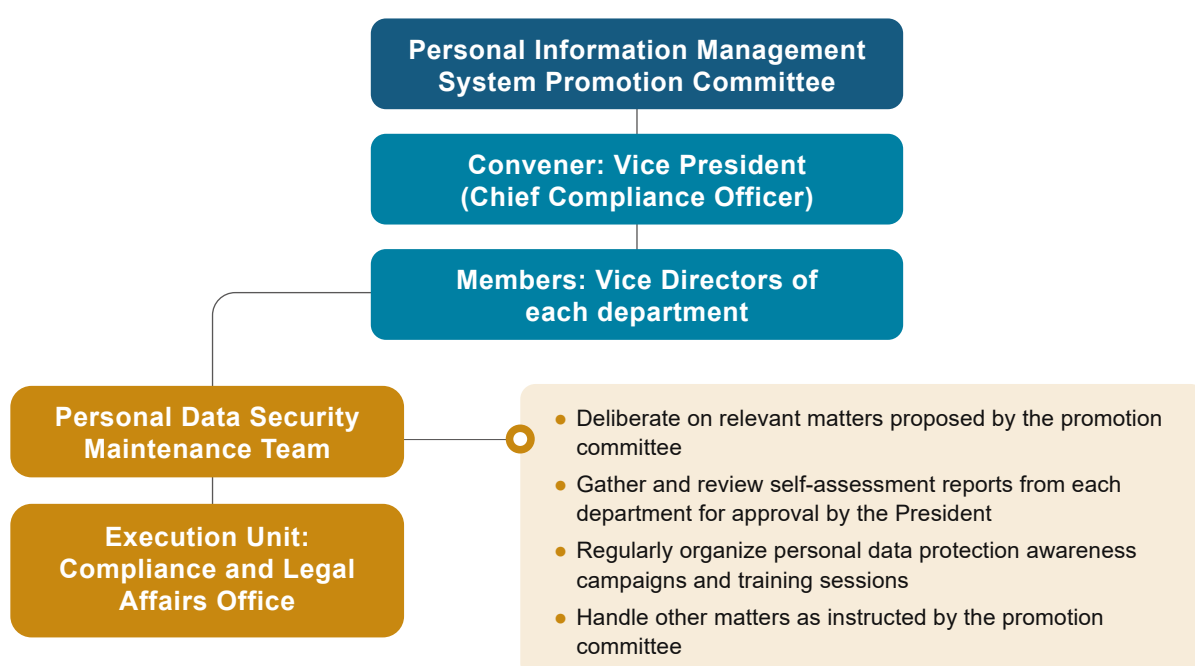 Personal Information Management
System Promotion Committee
Convener: Vice President
(Chief Compliance Officer)
Members: Vice Directors of
each department
Personal Data Security
Maintenance Team
Execution Unit:
Compliance and Legal
Affairs Office
• Deliberate on relevant matters proposed by the promotion
committee
• Gather and review self-assessment reports from each
department for approval by the President
• Regularly organize personal data protection awareness
campaigns and training sessions
• Handle other matters as instructed by the promotion
committee